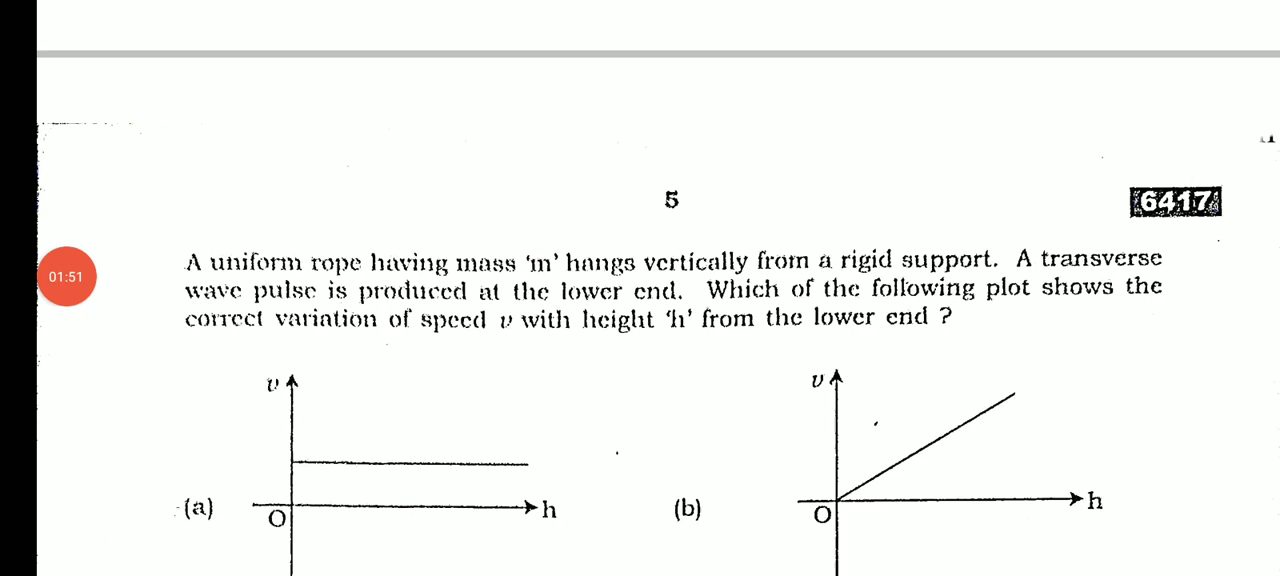 5
6417
01:51
A uniform rope having mass ‘m’ hangs vertically from a rigid support. A transverse
wave pulse is produced at the lower end. Which of the following plot shows the
correct variation of speed v with height ‘h’ from the lower end ?
v
v
(a)
O
h
(b)
O
h